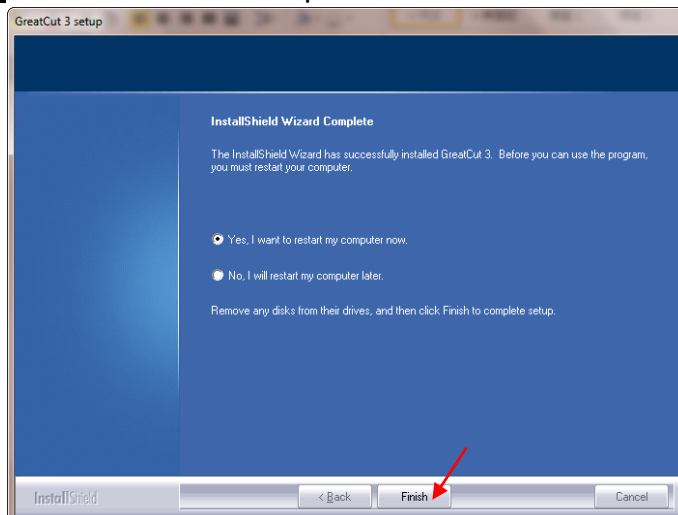 GreatCut 3 setup
InstallShield Wizard Complete
The InstallShield Wizard has successfully installed GreatCut 3. Before you can use the program,
you must restart your computer.
Yes, I want to restart my computer now.
No, I will restart my computer later.
Remove any disks from their drives, and then click Finish to complete setup.
InstallShield
< Back
Finish
Cancel